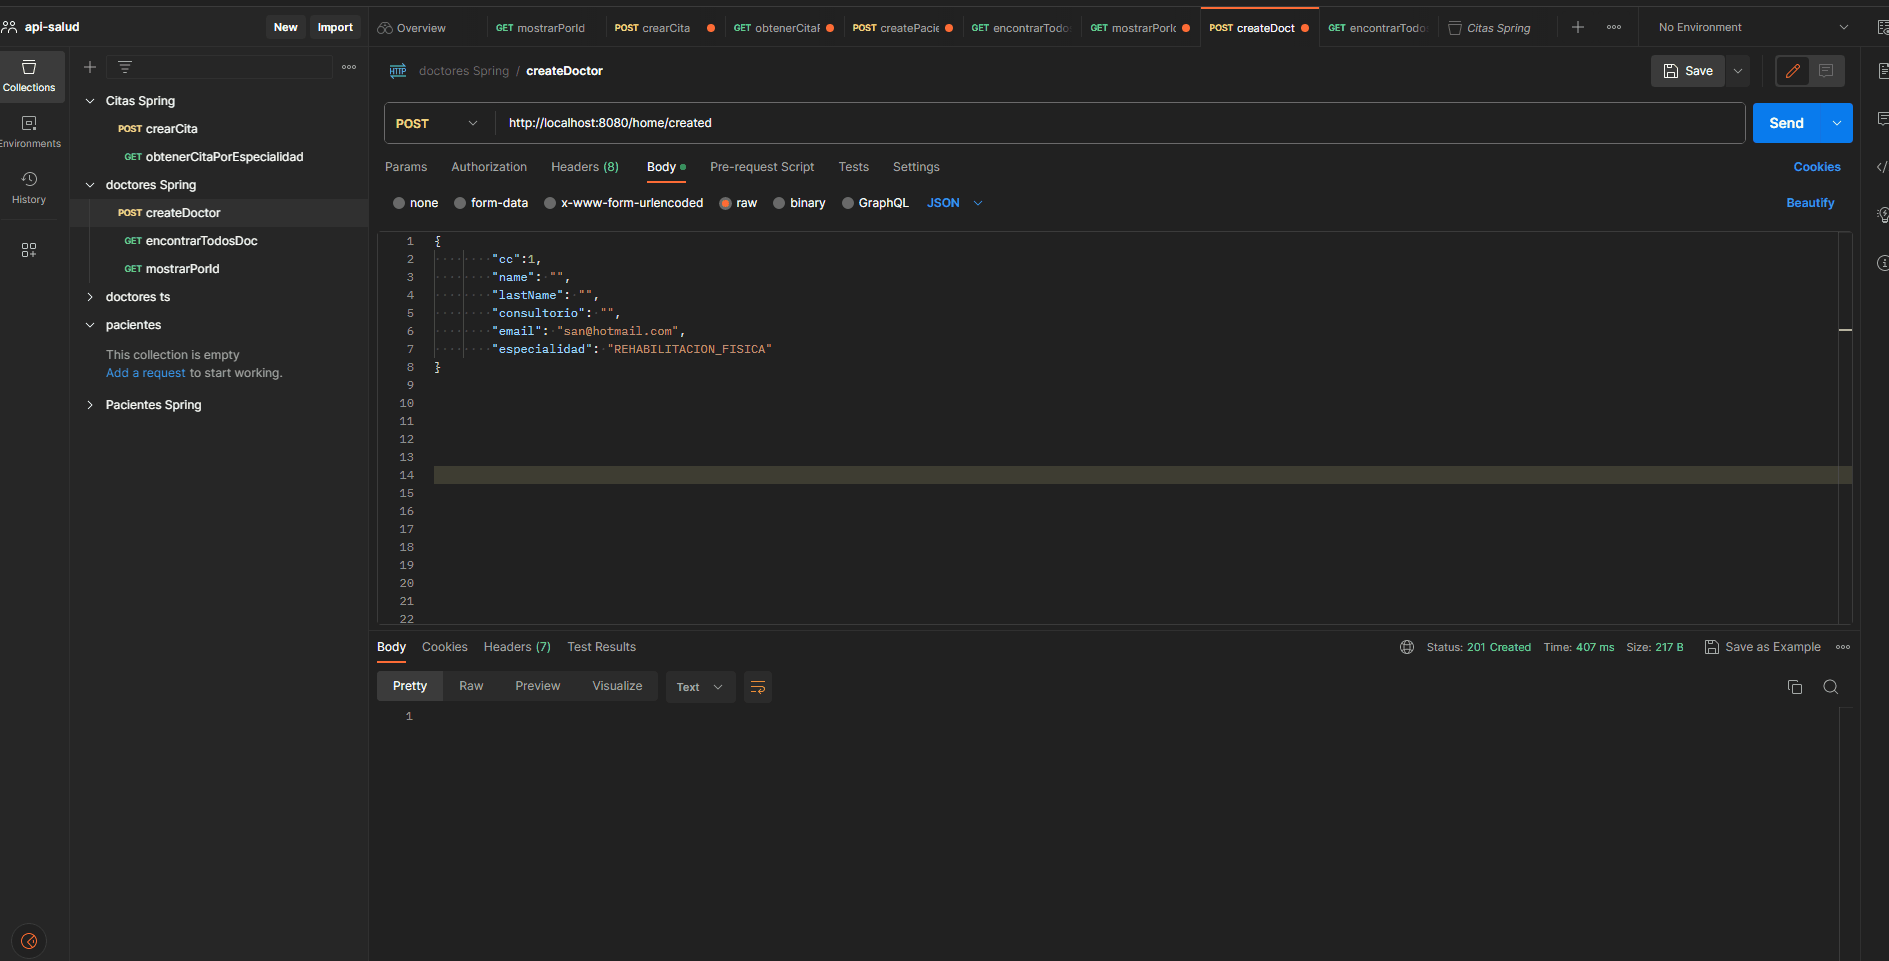 api-salud
New
Import
Overview
GET mostrarPorId
POST crearCita
GET obtenerCitaF
POST createPacie
GET encontrarTodos
GET mostrarPorIc
POST createDoct
GET encontrarTodo
Citas Spring
No Environment
Collections
Environments
History
Citas Spring
POST crearCita
GET obtenerCitaPorEspecialidad
doctores Spring
POST createDoctor
GET encontrarTodosDoc
GET mostrarPorId
doctores ts
pacientes
This collection is empty
Add a request to start working.
Pacientes Spring
HTTP doctores Spring / createDoctor
Save
POST
http://localhost:8080/home/created
Send
Params
Authorization
Headers (8)
Body
Pre-request Script
Tests
Settings
Cookies
none
form-data
x-www-form-urlencoded
raw
binary
GraphQL
JSON
Beautify
1 {
2 "cc":1,
3 "name": "",
4 "lastName": "",
5 "consultorio": "",
6 "email": "san@hotmail.com",
7 "especialidad": "REHABILITACION_FISICA"
8 }
9
10
11
12
13
14
15
16
17
18
19
20
21
22
Body
Cookies
Headers (7)
Test Results
Status: 201 Created
Time: 407 ms
Size: 217 B
Save as Example
Pretty
Raw
Preview
Visualize
Text
1